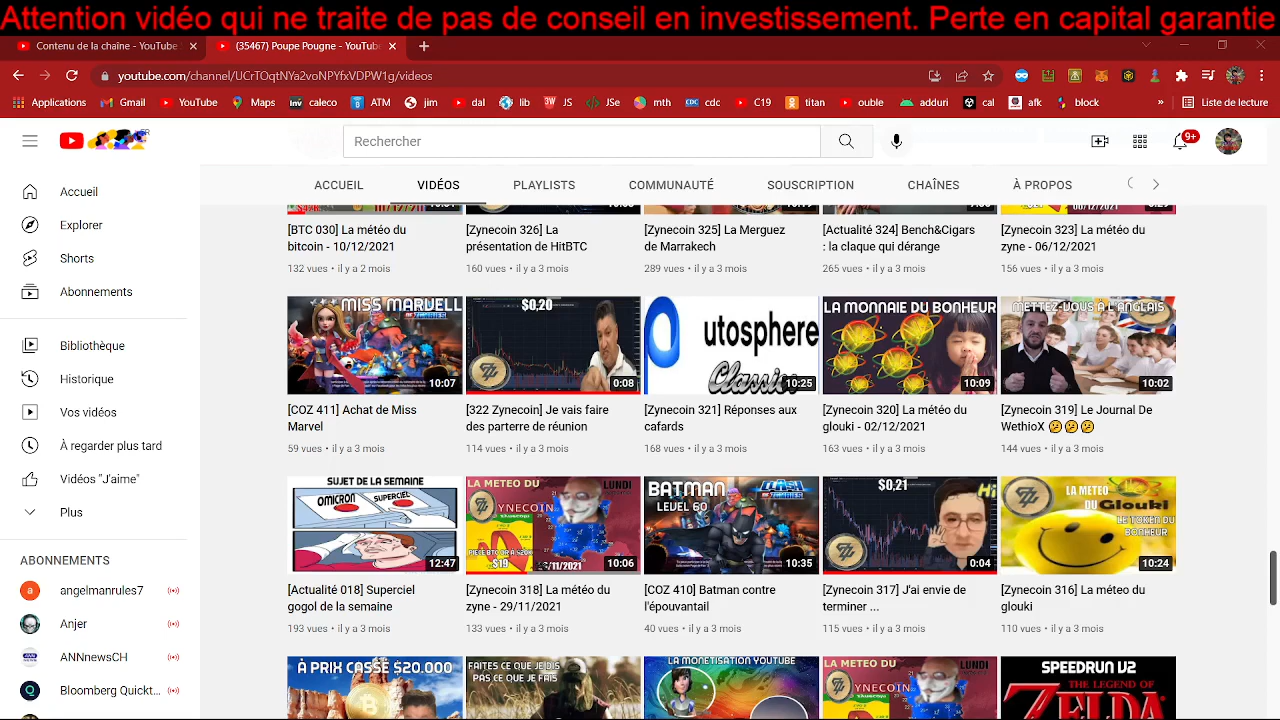 Attention vidéo qui ne traite de pas de conseil en investissement. Perte en capital garantie
Contenu de la chaîne - YouTube
(35467) Poupe Pougne - YouTube
youtube.com/channel/UCrTOqtNYa2voNPYfxVDPW1g/videos
Applications Gmail YouTube Maps caleco ATM jim dal lib JS JSe mth cdc C19 titan ouble adduri cal afk block » Liste de lecture
Rechercher
9+
ACCUEIL VIDÉOS PLAYLISTS COMMUNAUTÉ SOUSCRIPTION CHAÎNES À PROPOS
Accueil
Explorer
Shorts
Abonnements
Bibliothèque
Historique
Vos vidéos
À regarder plus tard
Vidéos "J'aime"
Plus
ABONNEMENTS
angelmanrules7
Anjer
ANNnewsCH
Bloomberg Quickt...
[BTC 030] La météo du
bitcoin - 10/12/2021
132 vues • il y a 2 mois
[Zynecoin 326] La
présentation de HitBTC
160 vues • il y a 3 mois
[Zynecoin 325] La Merguez
de Marrakech
289 vues • il y a 3 mois
[Actualité 324] Bench&Cigars
: la claque qui dérange
265 vues • il y a 3 mois
[Zynecoin 323] La météo du
zyne - 06/12/2021
156 vues • il y a 3 mois
MISS MARVELL
10:07
[COZ 411] Achat de Miss
Marvel
59 vues • il y a 3 mois
$0,20
0:08
[322 Zynecoin] Je vais faire
des parterre de réunion
114 vues • il y a 3 mois
utosphere
Classic
10:25
[Zynecoin 321] Réponses aux
cafards
168 vues • il y a 3 mois
LA MONNAIE DU BONHEUR
10:09
[Zynecoin 320] La météo du
glouki - 02/12/2021
163 vues • il y a 3 mois
METTEZ-VOUS A L'ANGLAIS
10:02
[Zynecoin 319] Le Journal De
WethioX 😕😕😕
144 vues • il y a 3 mois
SUJET DE LA SEMAINE
OMICRON SUPERCIEL
12:47
[Actualité 018] Superciel
gogol de la semaine
193 vues • il y a 3 mois
LA METEO DU LUNDI
ZYNECOIN
$19
/11/2021
10:06
[Zynecoin 318] La météo du
zyne - 29/11/2021
133 vues • il y a 3 mois
BATMAN
LEVEL 60
10:35
[COZ 410] Batman contre
l'épouvantail
40 vues • il y a 3 mois
$0,21
0:04
[Zynecoin 317] J'ai envie de
terminer ...
115 vues • il y a 3 mois
LA METEO
DU Glouki
LE TOKEN DU
BONHEUR
10:24
[Zynecoin 316] La météo du
glouki
110 vues • il y a 3 mois
À PRIX CASSÉ $20.000
FAITES CE QUE JE DIS
PAS CE QUE JE FAIS
LA MONETISATION YOUTUBE
LA METEO DU LUNDI
ZYNECOIN
SPEEDRUN V2
THE LEGEND OF
ZELDA